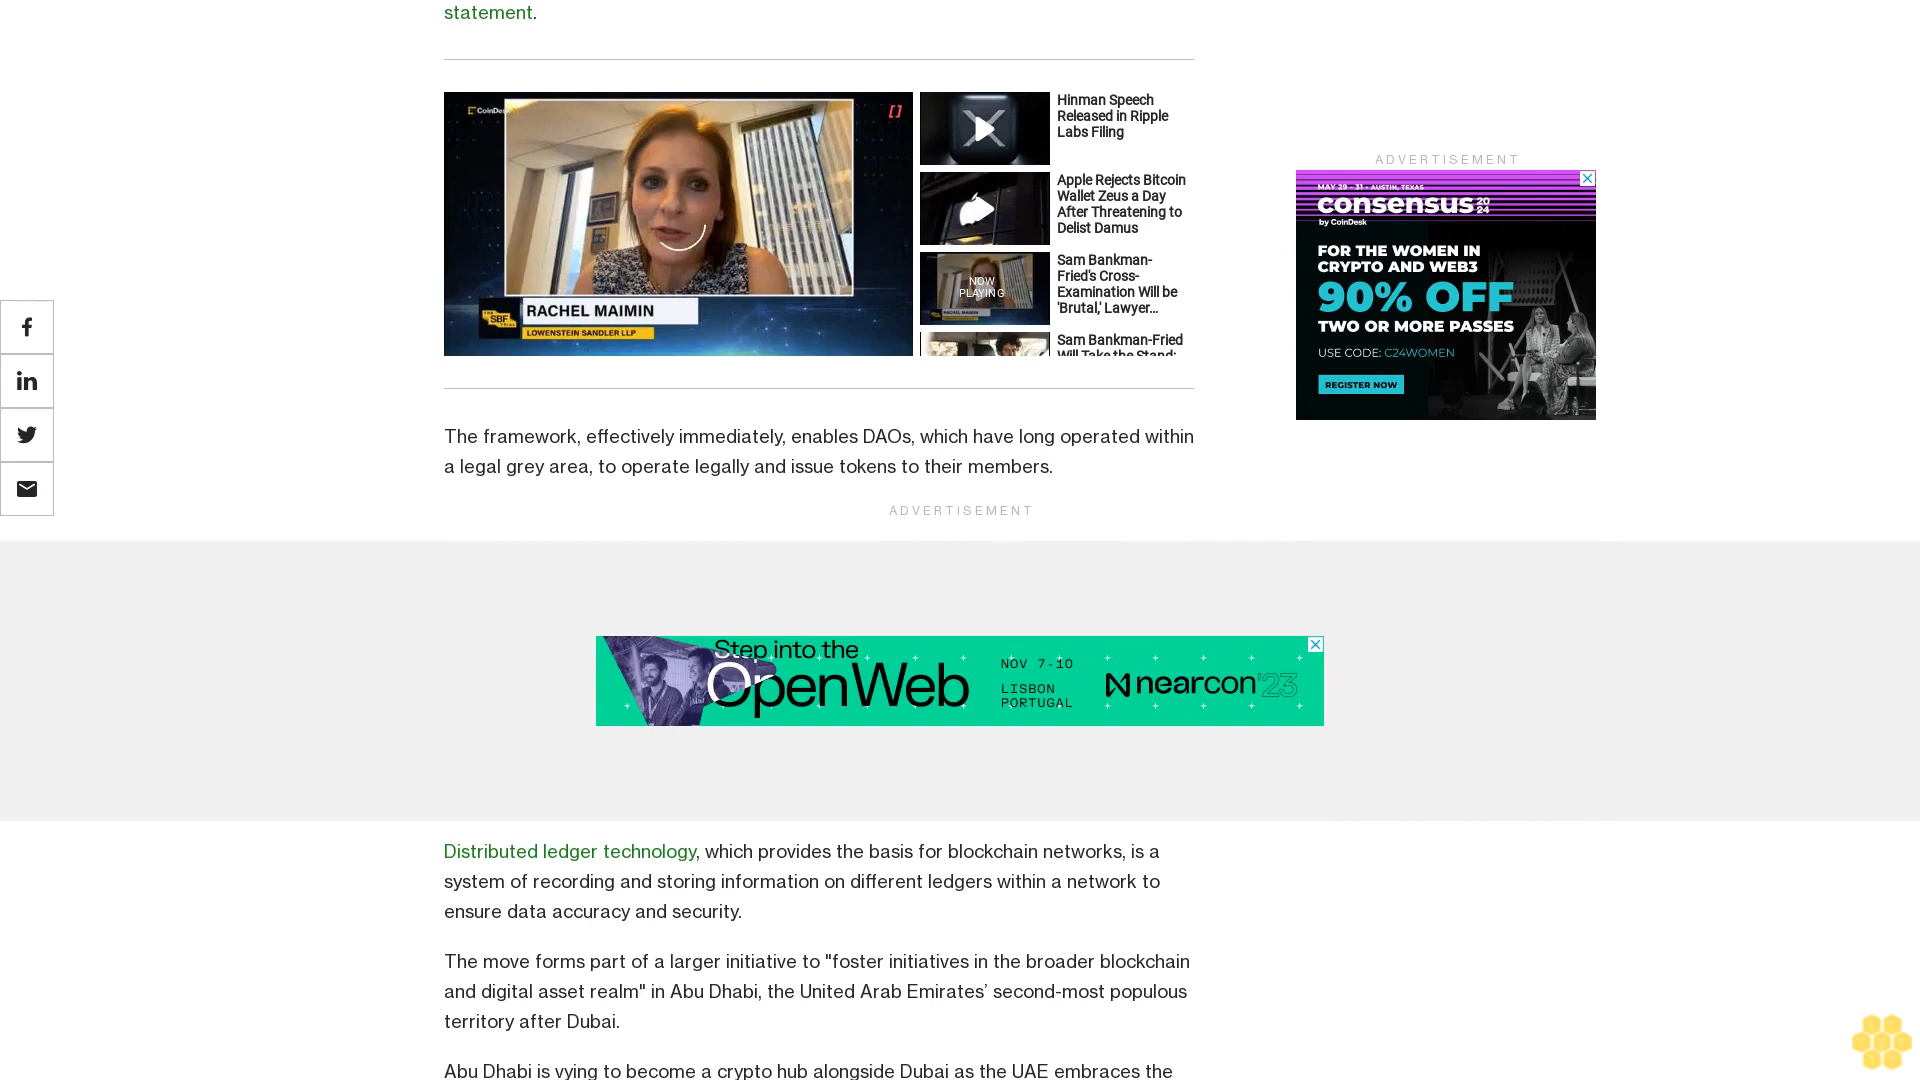 statement.
CoinDesk
RACHEL MAIMIN
THE SBF TRIAL
LOWENSTEIN SANDLER LLP
Hinman Speech
Released in Ripple
Labs Filing
Apple Rejects Bitcoin
Wallet Zeus a Day
After Threatening to
Delist Damus
NOW
PLAYING
RACHEL MAIMIN
Sam Bankman-
Fried's Cross-
Examination Will be
'Brutal,' Lawyer...
Sam Bankman-Fried
Will Take the Stand:
ADVERTISEMENT
MAY 29 - 31 • AUSTIN, TEXAS
consensus 20
24
by CoinDesk
FOR THE WOMEN IN
CRYPTO AND WEB3
90% OFF
TWO OR MORE PASSES
USE CODE: C24WOMEN
REGISTER NOW
The framework, effectively immediately, enables DAOs, which have long operated within
a legal grey area, to operate legally and issue tokens to their members.
ADVERTISEMENT
Step into the
OpenWeb
NOV 7-10
LISBON
PORTUGAL
nearcon'23
Distributed ledger technology, which provides the basis for blockchain networks, is a
system of recording and storing information on different ledgers within a network to
ensure data accuracy and security.
The move forms part of a larger initiative to "foster initiatives in the broader blockchain
and digital asset realm" in Abu Dhabi, the United Arab Emirates’ second-most populous
territory after Dubai.
Abu Dhabi is vying to become a crypto hub alongside Dubai as the UAE embraces the